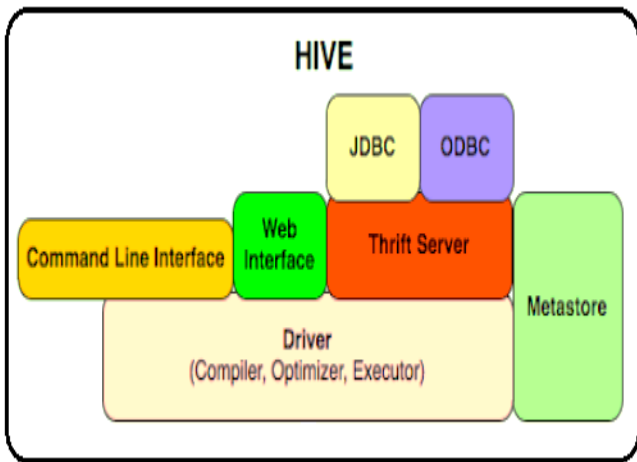 HIVE
JDBC
ODBC
Command Line Interface
Web
Interface
Thrift Server
Metastore
Driver
(Compiler, Optimizer, Executor)